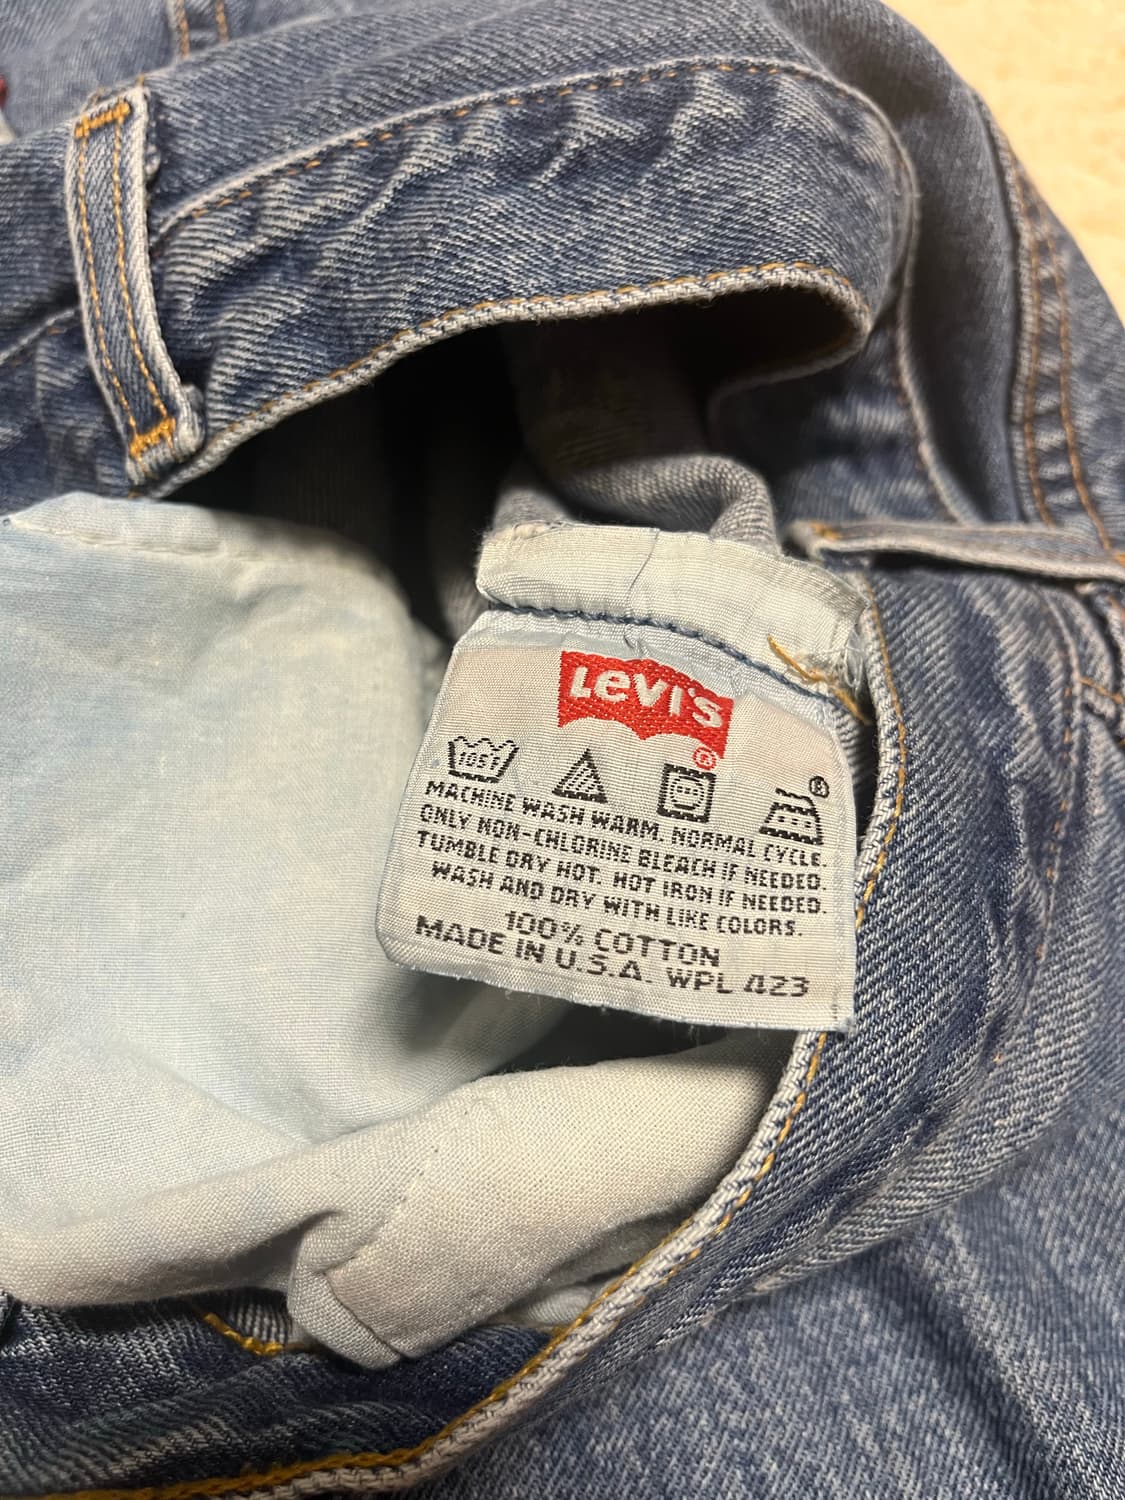 Levi's
®
105F
®
MACHINE WASH WARM. NORMAL CYCLE.
ONLY NON-CHLORINE BLEACH IF NEEDED.
TUMBLE DRY HOT. HOT IRON IF NEEDED.
WASH AND DRY WITH LIKE COLORS.
100% COTTON
MADE IN U.S.A. WPL 423